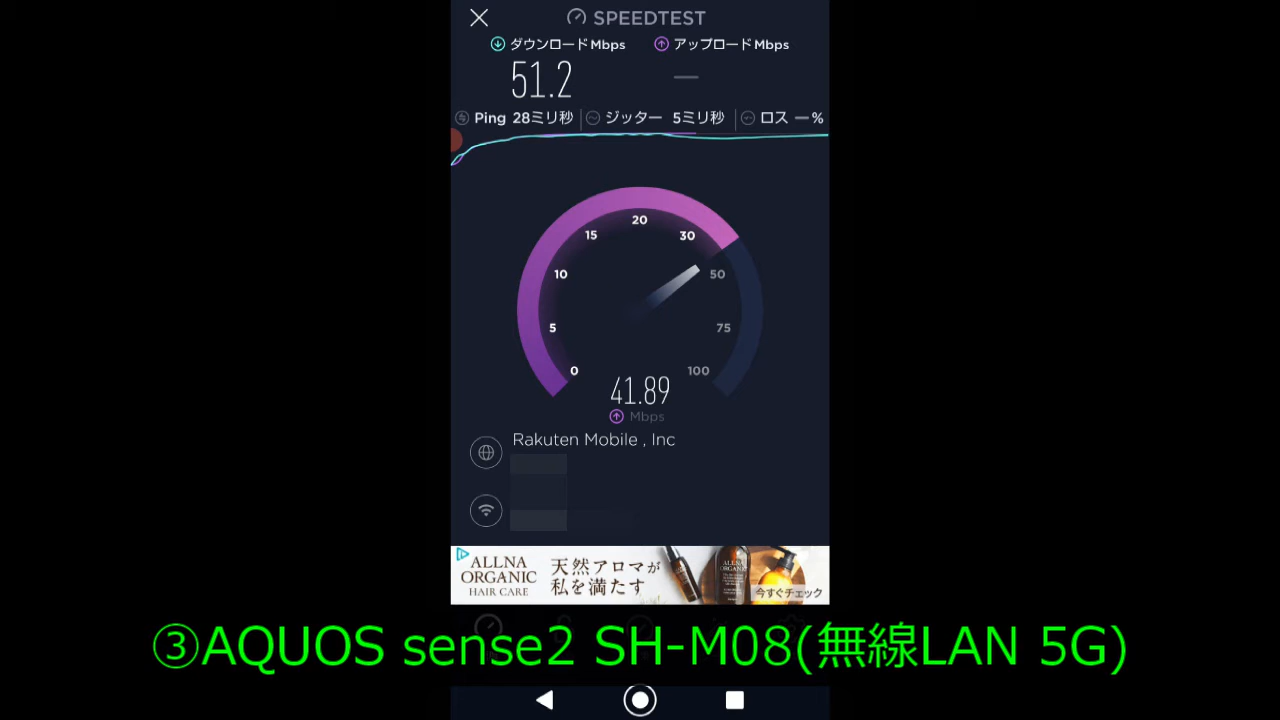 SPEEDTEST
ダウンロード Mbps アップロード Mbps
51.2 —
Ping 28ミリ秒 ジッター 5ミリ秒 ロス —%
20
15 30
10 50
5 75
0 100
41.89
Mbps
Rakuten Mobile , Inc
ALLNA
ORGANIC
HAIR CARE
天然アロマが
私を満たす
ALLNA
ORGANIC
今すぐチェック
③AQUOS sense2 SH-M08(無線LAN 5G)